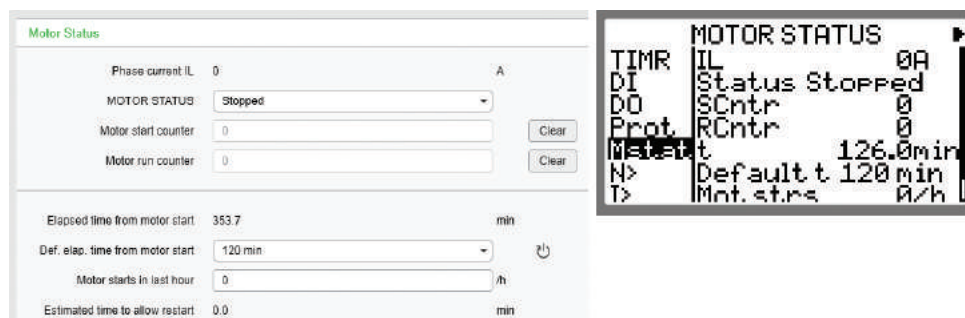 Motor Status
Phase current IL 0 A
MOTOR STATUS Stopped
Motor start counter 0 Clear
Motor run counter 0 Clear
Elapsed time from motor start 353.7 min
Def. elap. time from motor start 120 min
Motor starts in last hour 0 /h
Estimated time to allow restart 0.0 min
MOTOR STATUS
TIMR IL 0A
DI Status Stopped
DO SCntr 0
Prot RCntr 0
Mstat t 126.0min
N> Default t 120 min
I> Mot.strs 0/h